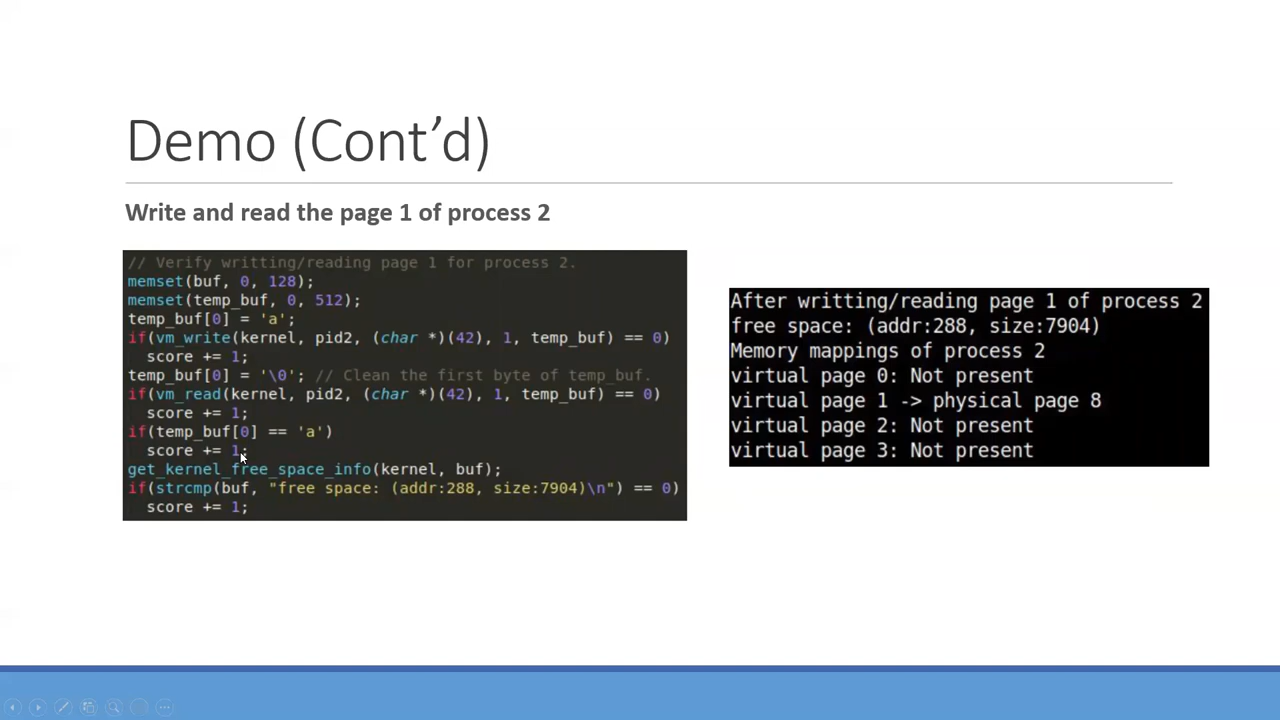 Demo (Cont’d)
Write and read the page 1 of process 2
// Verify writting/reading page 1 for process 2.
memset(buf, 0, 128);
memset(temp_buf, 0, 512);
temp_buf[0] = 'a';
if(vm_write(kernel, pid2, (char *)(42), 1, temp_buf) == 0)
  score += 1;
temp_buf[0] = '\0'; // Clean the first byte of temp_buf.
if(vm_read(kernel, pid2, (char *)(42), 1, temp_buf) == 0)
  score += 1;
if(temp_buf[0] == 'a')
  score += 1;
get_kernel_free_space_info(kernel, buf);
if(strcmp(buf, "free space: (addr:288, size:7904)\n") == 0)
  score += 1;
After writting/reading page 1 of process 2
free space: (addr:288, size:7904)
Memory mappings of process 2
virtual page 0: Not present
virtual page 1 -> physical page 8
virtual page 2: Not present
virtual page 3: Not present